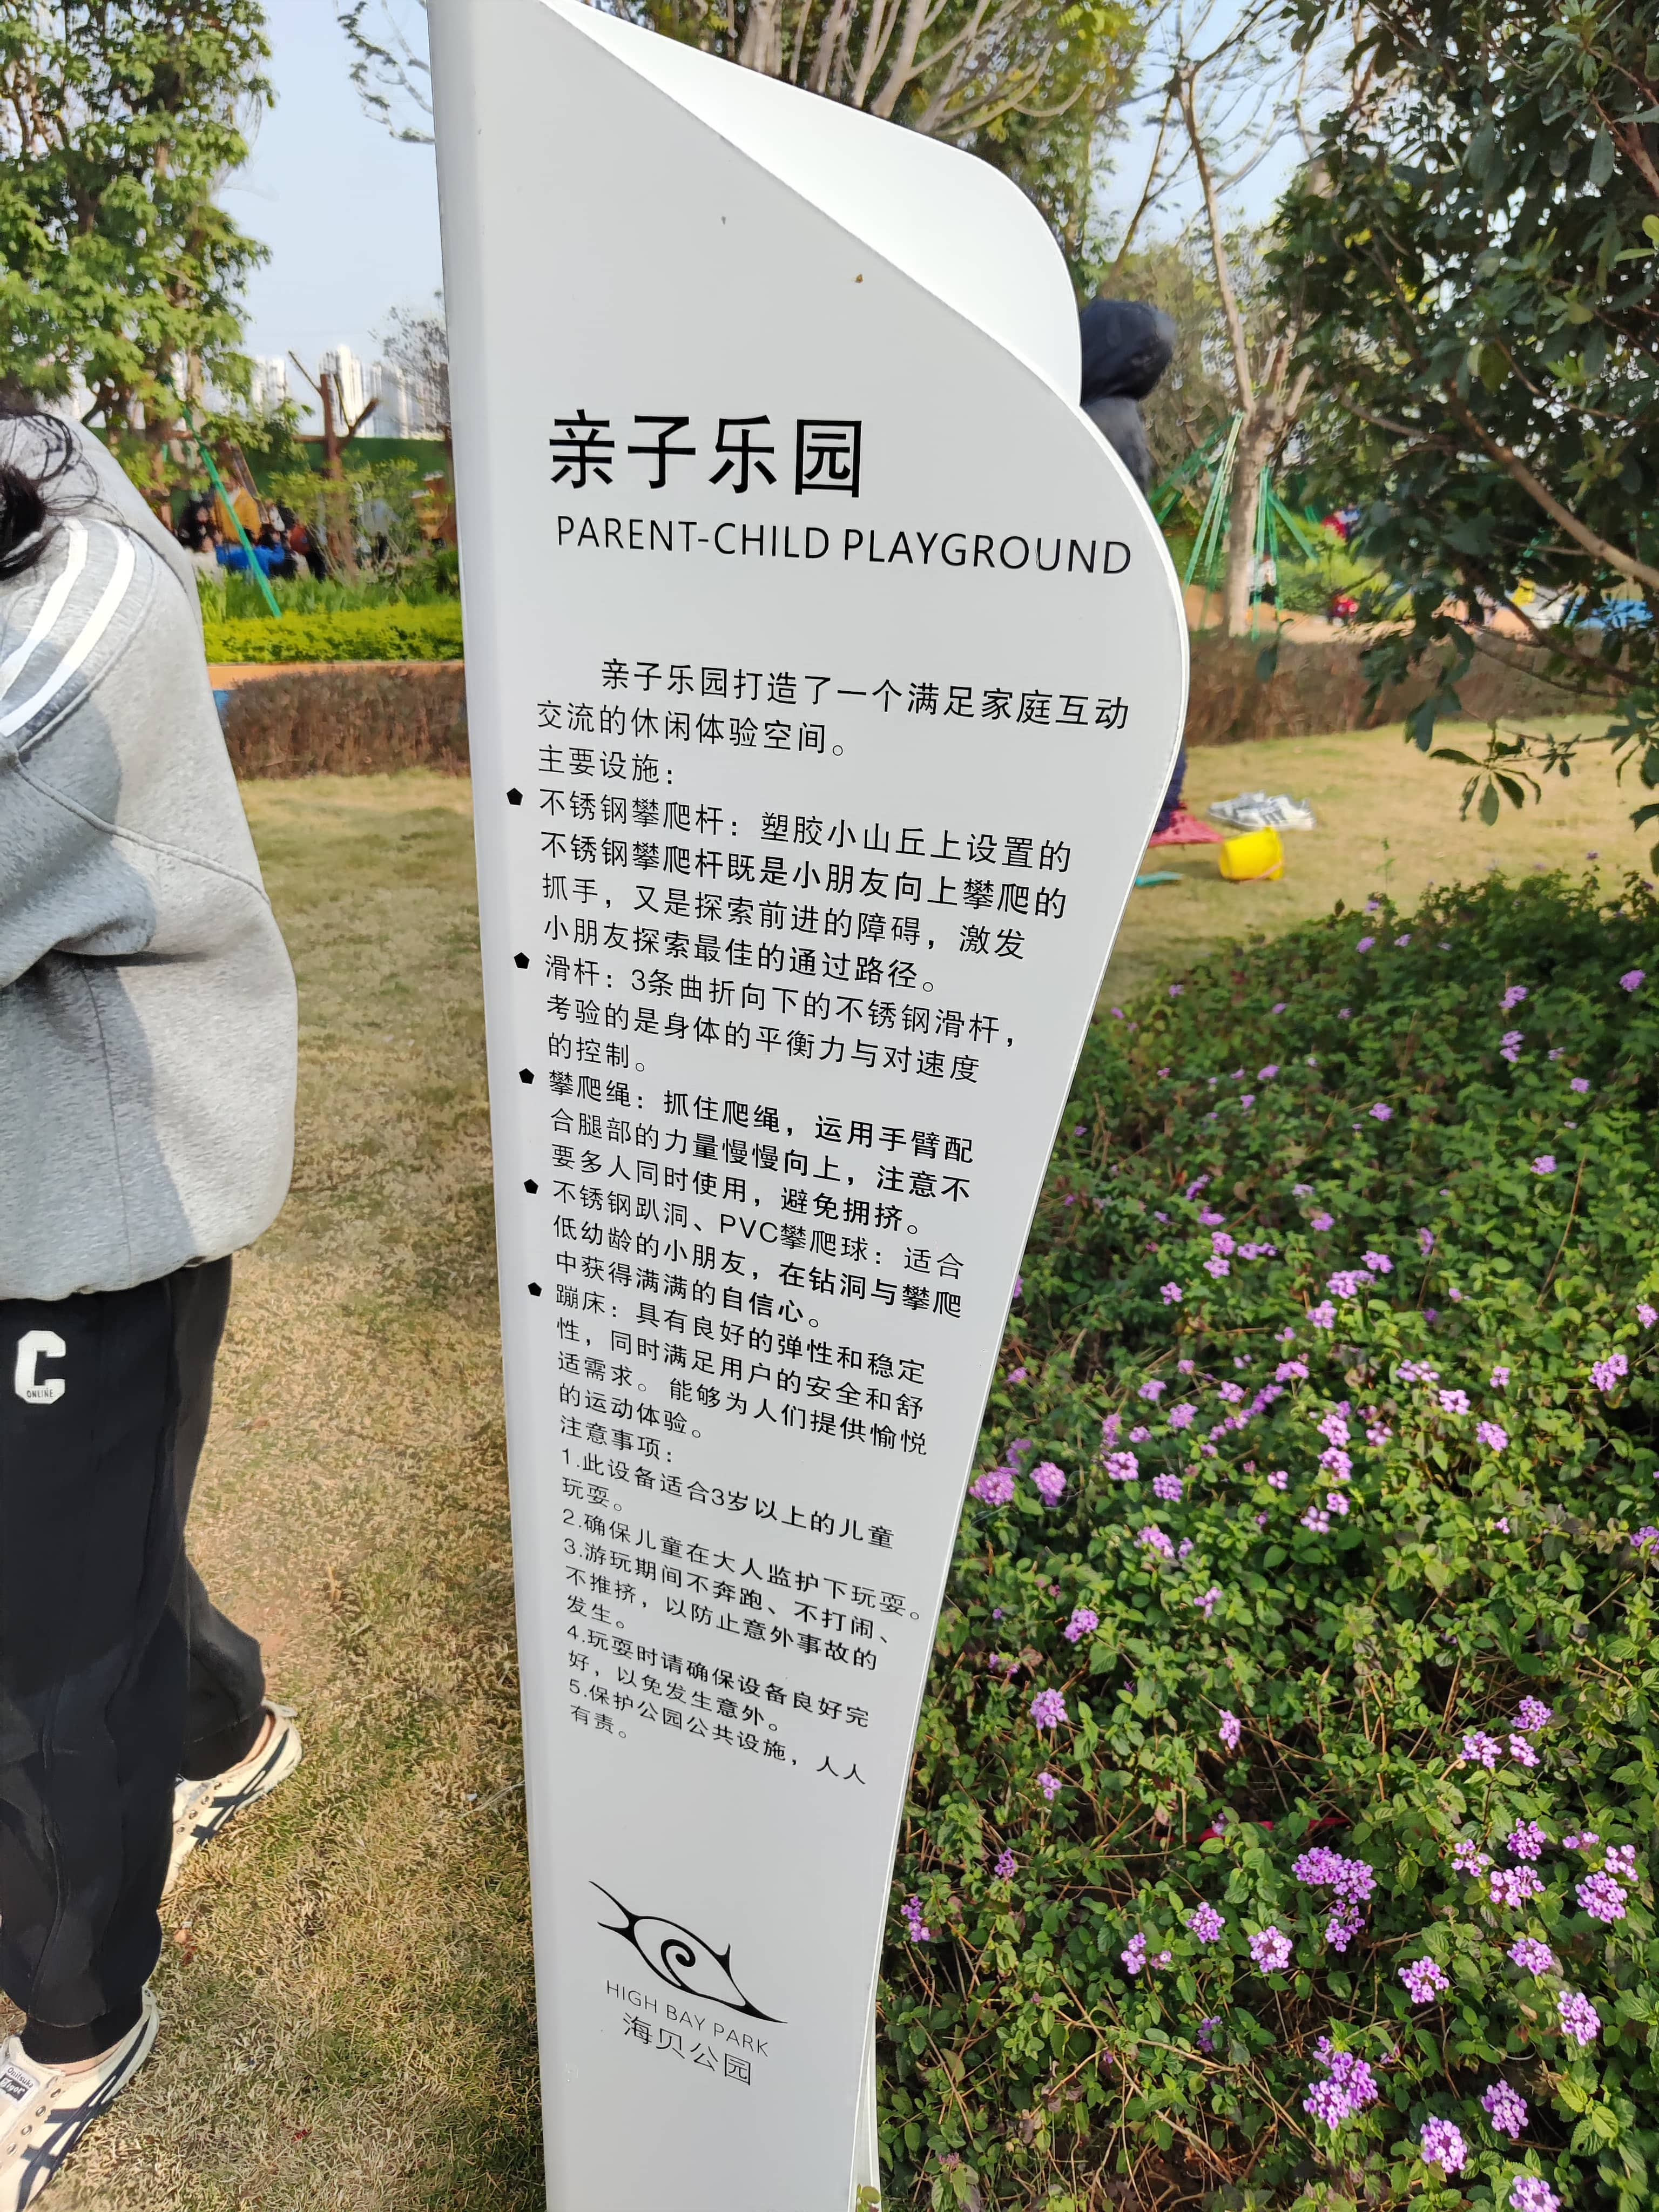 亲子乐园
PARENT-CHILD PLAYGROUND
亲子乐园打造了一个满足家庭互动
交流的休闲体验空间。
主要设施：
不锈钢攀爬杆：塑胶小山丘上设置的
不锈钢攀爬杆既是小朋友向上攀爬的
抓手，又是探索前进的障碍，激发
小朋友探索最佳的通过路径。
滑杆：3条曲折向下的不锈钢滑杆，
考验的是身体的平衡力与对速度
的控制。
攀爬绳：抓住爬绳，运用手臂配
合腿部的力量慢慢向上，注意不
要多人同时使用，避免拥挤。
不锈钢趴洞、PVC攀爬球：适合
低幼龄的小朋友，在钻洞与攀爬
中获得满满的自信心。
蹦床：具有良好的弹性和稳定
性，同时满足用户的安全和舒
适需求。能够为人们提供愉悦
的运动体验。
注意事项：
1.此设备适合3岁以上的儿童
玩耍。
2.确保儿童在大人监护下玩耍。
3.游玩期间不奔跑、不打闹、
不推挤，以防止意外事故的
发生。
4.玩耍时请确保设备良好完
好，以免发生意外。
5.保护公园公共设施，人人
有责。
HIGH BAY PARK
海贝公园
C
ONLINE
Onitsuka
Tiger